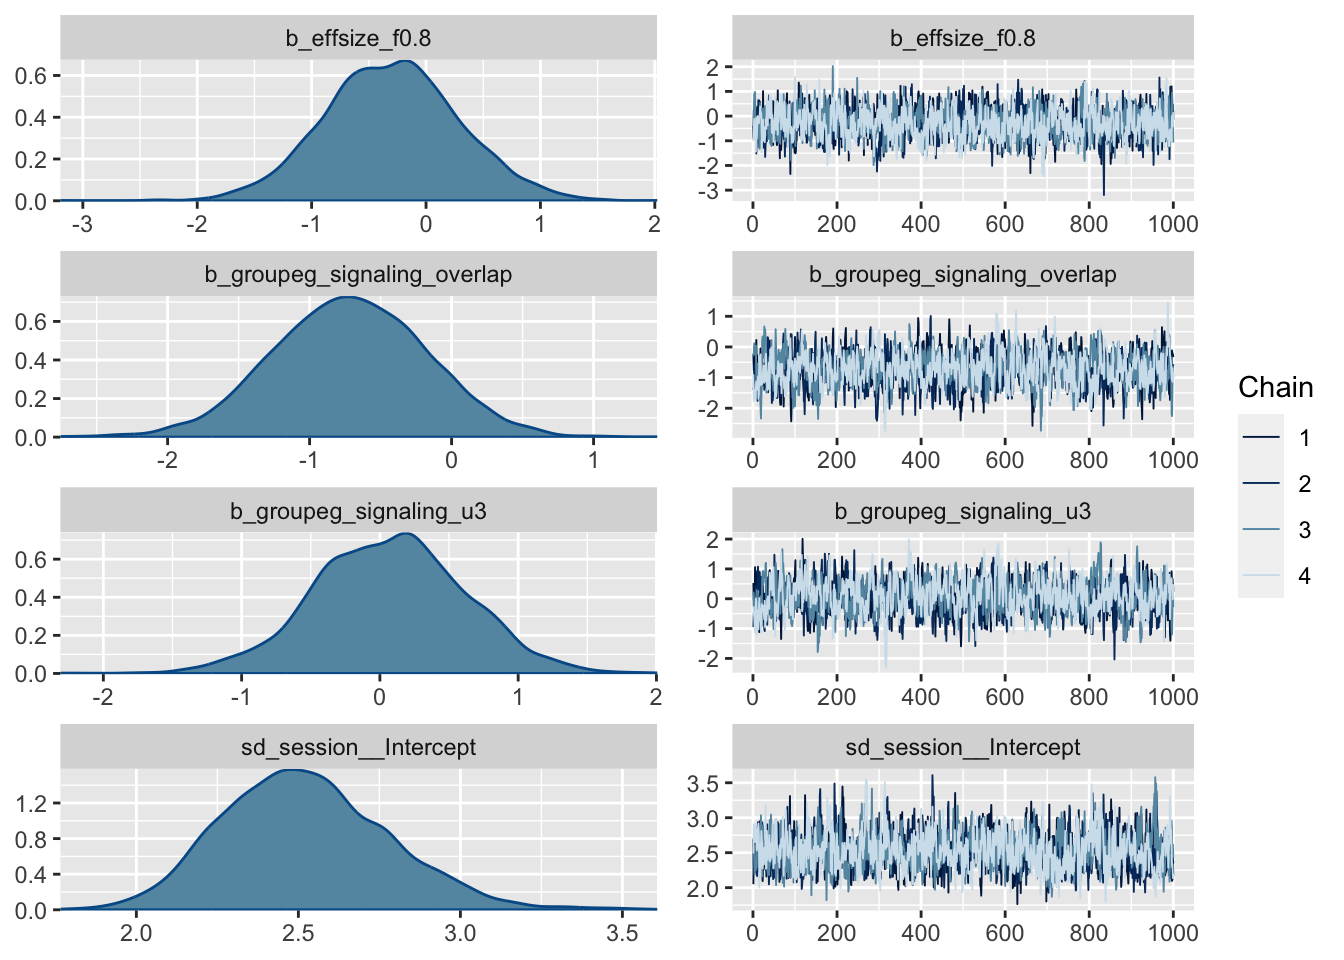 b_effsize_f0.8
0.6
0.4
0.2
0.0
-3 -2 -1 0 1 2
b_effsize_f0.8
2
1
0
-1
-2
-3
0 200 400 600 800 1000
b_groupeg_signaling_overlap
0.6
0.4
0.2
0.0
-2 -1 0 1
b_groupeg_signaling_overlap
1
0
-1
-2
0 200 400 600 800 1000
b_groupeg_signaling_u3
0.6
0.4
0.2
0.0
-2 -1 0 1 2
b_groupeg_signaling_u3
2
1
0
-1
-2
0 200 400 600 800 1000
sd_session__Intercept
1.2
0.8
0.4
0.0
2.0 2.5 3.0 3.5
sd_session__Intercept
3.5
3.0
2.5
2.0
0 200 400 600 800 1000
Chain
1
2
3
4